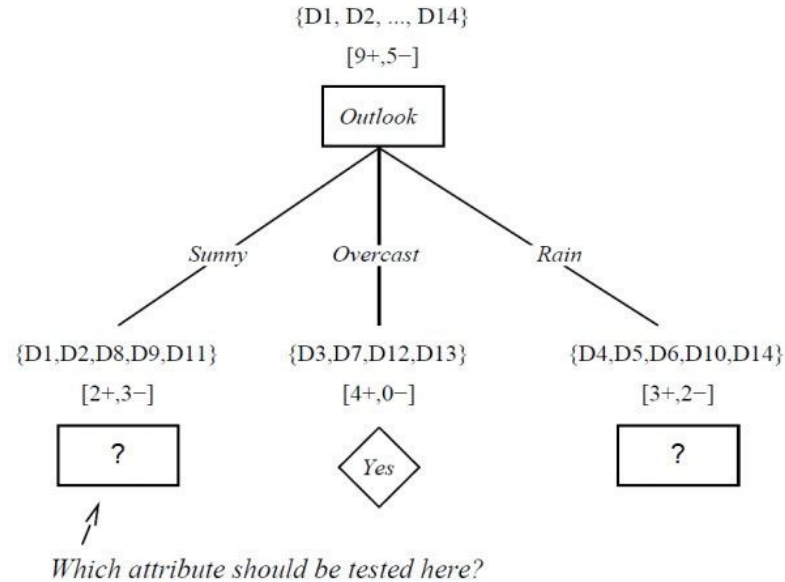 {D1, D2, ..., D14}
[9+,5−]
Outlook
Sunny
Overcast
Rain
{D1,D2,D8,D9,D11}
{D3,D7,D12,D13}
{D4,D5,D6,D10,D14}
[2+,3−]
[4+,0−]
[3+,2−]
?
Yes
?
Which attribute should be tested here?